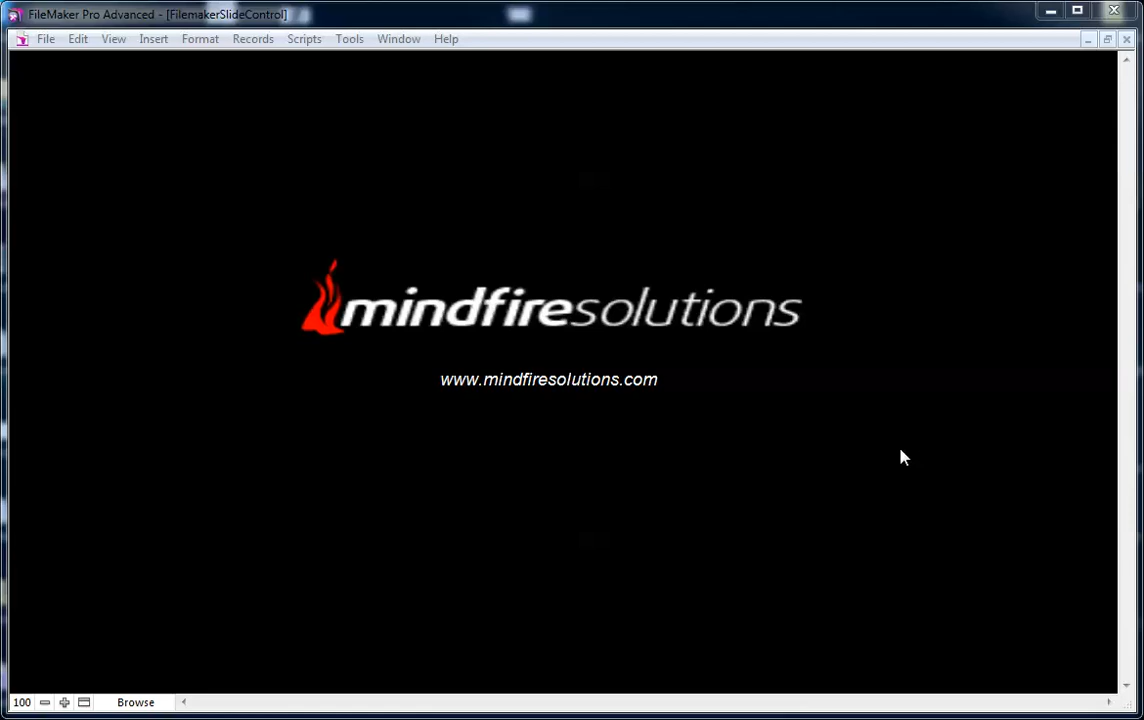 FileMaker Pro Advanced - [FilemakerSlideControl]
File Edit View Insert Format Records Scripts Tools Window Help
mindfiresolutions
www.mindfiresolutions.com
100 Browse